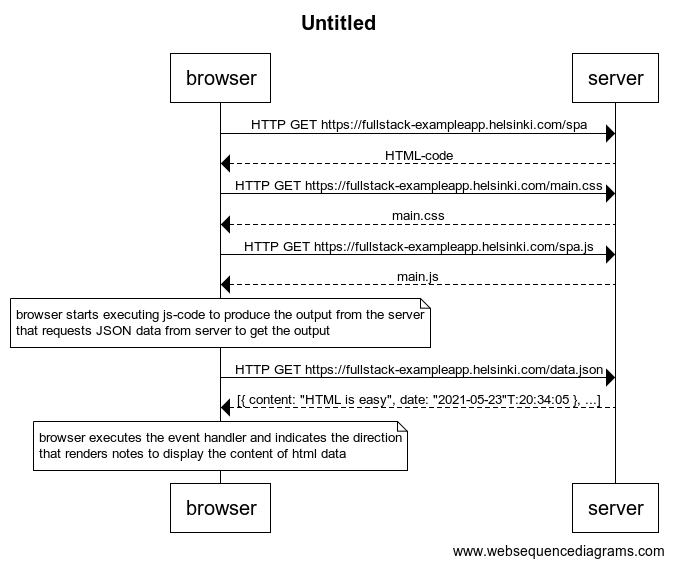 Untitled
browser server
HTTP GET https://fullstack-exampleapp.helsinki.com/spa
HTML-code
HTTP GET https://fullstack-exampleapp.helsinki.com/main.css
main.css
HTTP GET https://fullstack-exampleapp.helsinki.com/spa.js
main.js
browser starts executing js-code to produce the output from the server
that requests JSON data from server to get the output
HTTP GET https://fullstack-exampleapp.helsinki.com/data.json
[{ content: "HTML is easy", date: "2021-05-23"T:20:34:05 }, ...]
browser executes the event handler and indicates the direction
that renders notes to display the content of html data
browser server
www.websequencediagrams.com